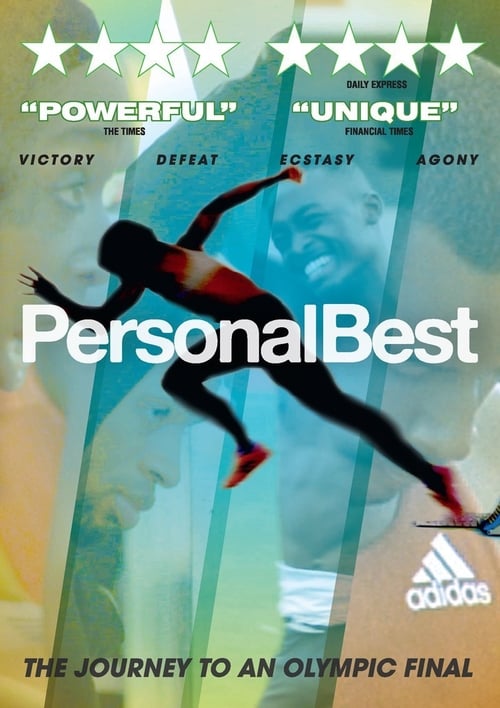 DAILY EXPRESS
"POWERFUL" "UNIQUE"
THE TIMES FINANCIAL TIMES
VICTORY DEFEAT ECSTASY AGONY
PersonalBest
adidas
THE JOURNEY TO AN OLYMPIC FINAL